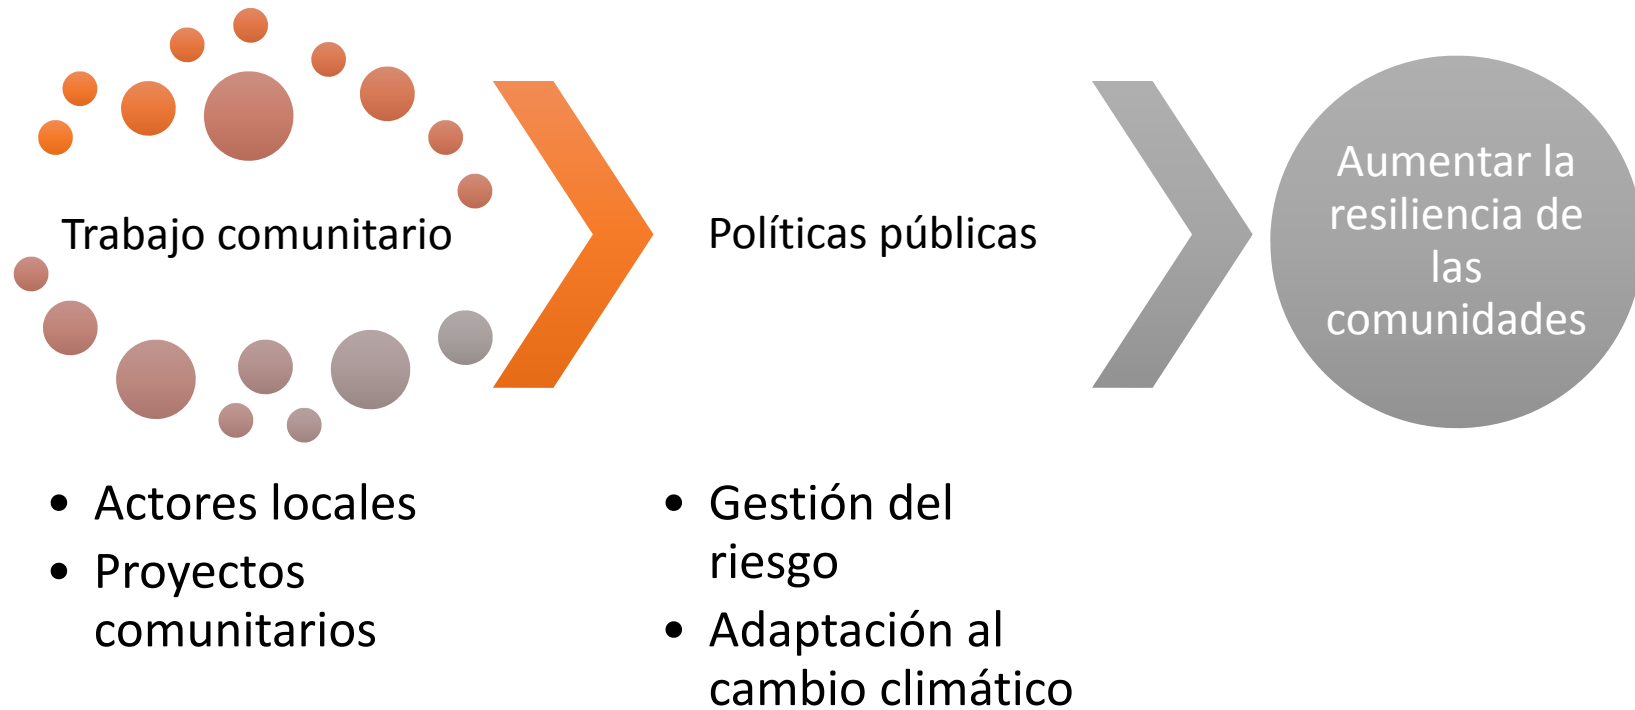 Trabajo comunitario
• Actores locales
• Proyectos
comunitarios
Políticas públicas
• Gestión del
riesgo
• Adaptación al
cambio climático
Aumentar la
resiliencia de
las
comunidades